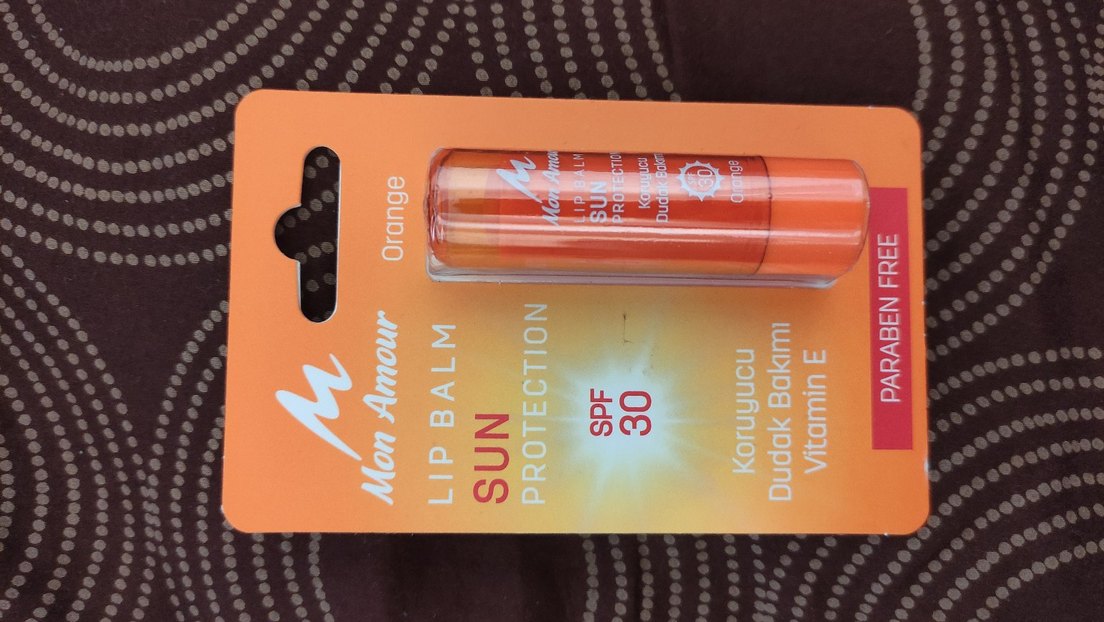 Mon Amour
Orange
LIP BALM
SUN
PROTECTION
SPF
30
Koruyucu
Dudak Bakımı
Vitamin E
PARABEN FREE
Mon Amour
LIP BALM
SUN
PROTECTION
Koruyucu
Dudak Bakımı
SPF
30
Orange